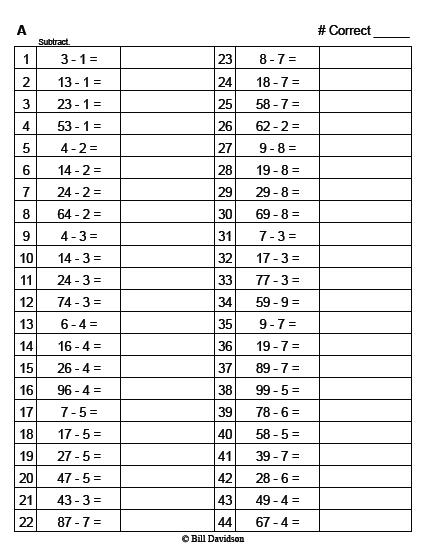 A # Correct _____
Subtract.
1 3 - 1 = 23 8 - 7 =
2 13 - 1 = 24 18 - 7 =
3 23 - 1 = 25 58 - 7 =
4 53 - 1 = 26 62 - 2 =
5 4 - 2 = 27 9 - 8 =
6 14 - 2 = 28 19 - 8 =
7 24 - 2 = 29 29 - 8 =
8 64 - 2 = 30 69 - 8 =
9 4 - 3 = 31 7 - 3 =
10 14 - 3 = 32 17 - 3 =
11 24 - 3 = 33 77 - 3 =
12 74 - 3 = 34 59 - 9 =
13 6 - 4 = 35 9 - 7 =
14 16 - 4 = 36 19 - 7 =
15 26 - 4 = 37 89 - 7 =
16 96 - 4 = 38 99 - 5 =
17 7 - 5 = 39 78 - 6 =
18 17 - 5 = 40 58 - 5 =
19 27 - 5 = 41 39 - 7 =
20 47 - 5 = 42 28 - 6 =
21 43 - 3 = 43 49 - 4 =
22 87 - 7 = 44 67 - 4 =
© Bill Davidson